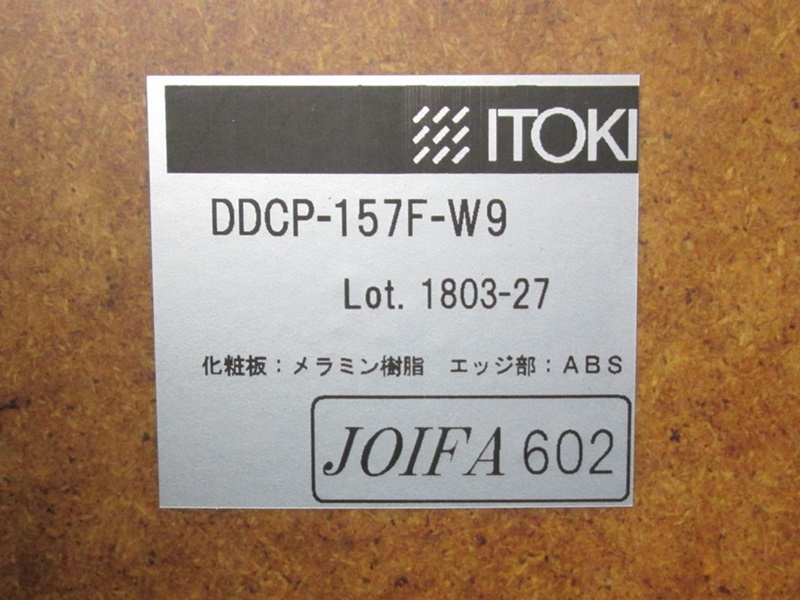 ITOKI
DDCP-157F-W9
Lot. 1803-27
化粧板：メラミン樹脂　エッジ部：ＡＢＳ
JOIFA 602